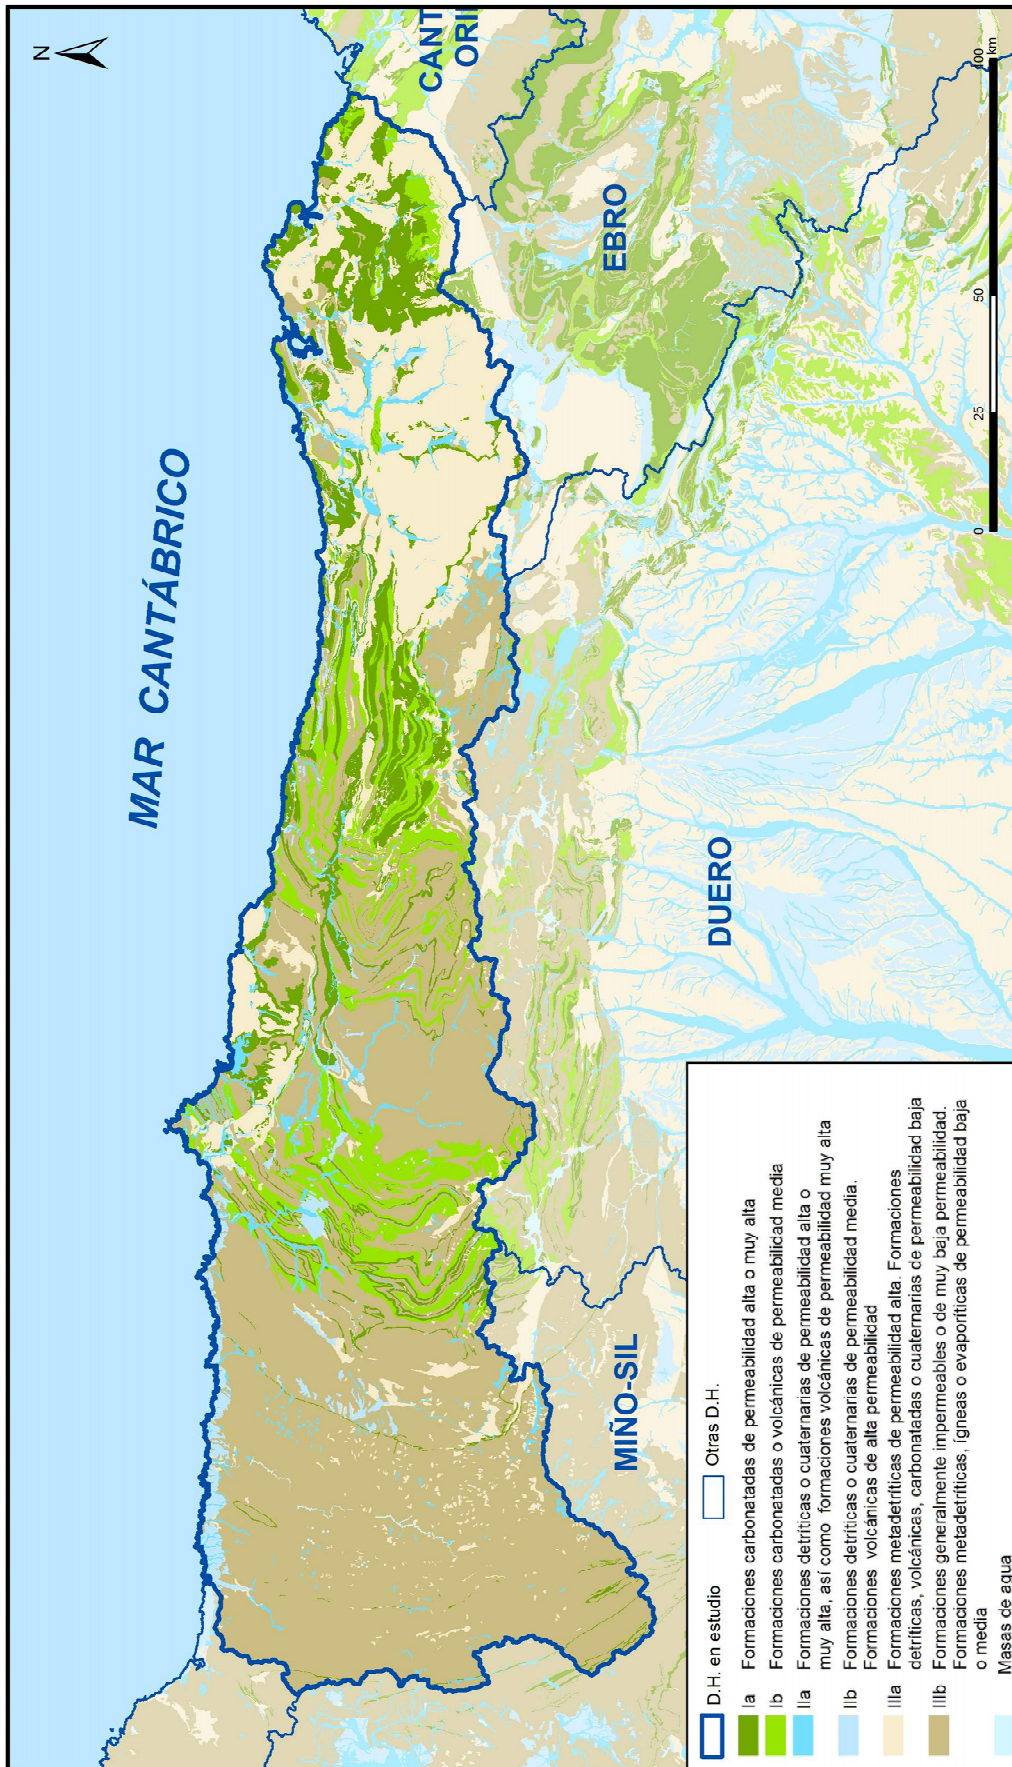 N
MAR CANTÁBRICO
CANT
ORI
EBRO
DUERO
MIÑO-SIL
0 25 50 100
km
D.H. en estudio
Otras D.H.
Ia Formaciones carbonatadas de permeabilidad alta o muy alta
Ib Formaciones carbonatadas o volcánicas de permeabilidad media
IIa Formaciones detríticas o cuaternarias de permeabilidad alta o
muy alta, así como formaciones volcánicas de permeabilidad muy alta
IIb Formaciones detríticas o cuaternarias de permeabilidad media.
Formaciones volcánicas de alta permeabilidad
IIIa Formaciones metadetríticas de permeabilidad alta. Formaciones
detríticas, volcánicas, carbonatadas o cuaternarias de permeabilidad baja
IIIb Formaciones generalmente impermeables o de muy baja permeabilidad.
Formaciones metadetríticas, ígneas o evaporíticas de permeabilidad baja
o media
Masas de agua